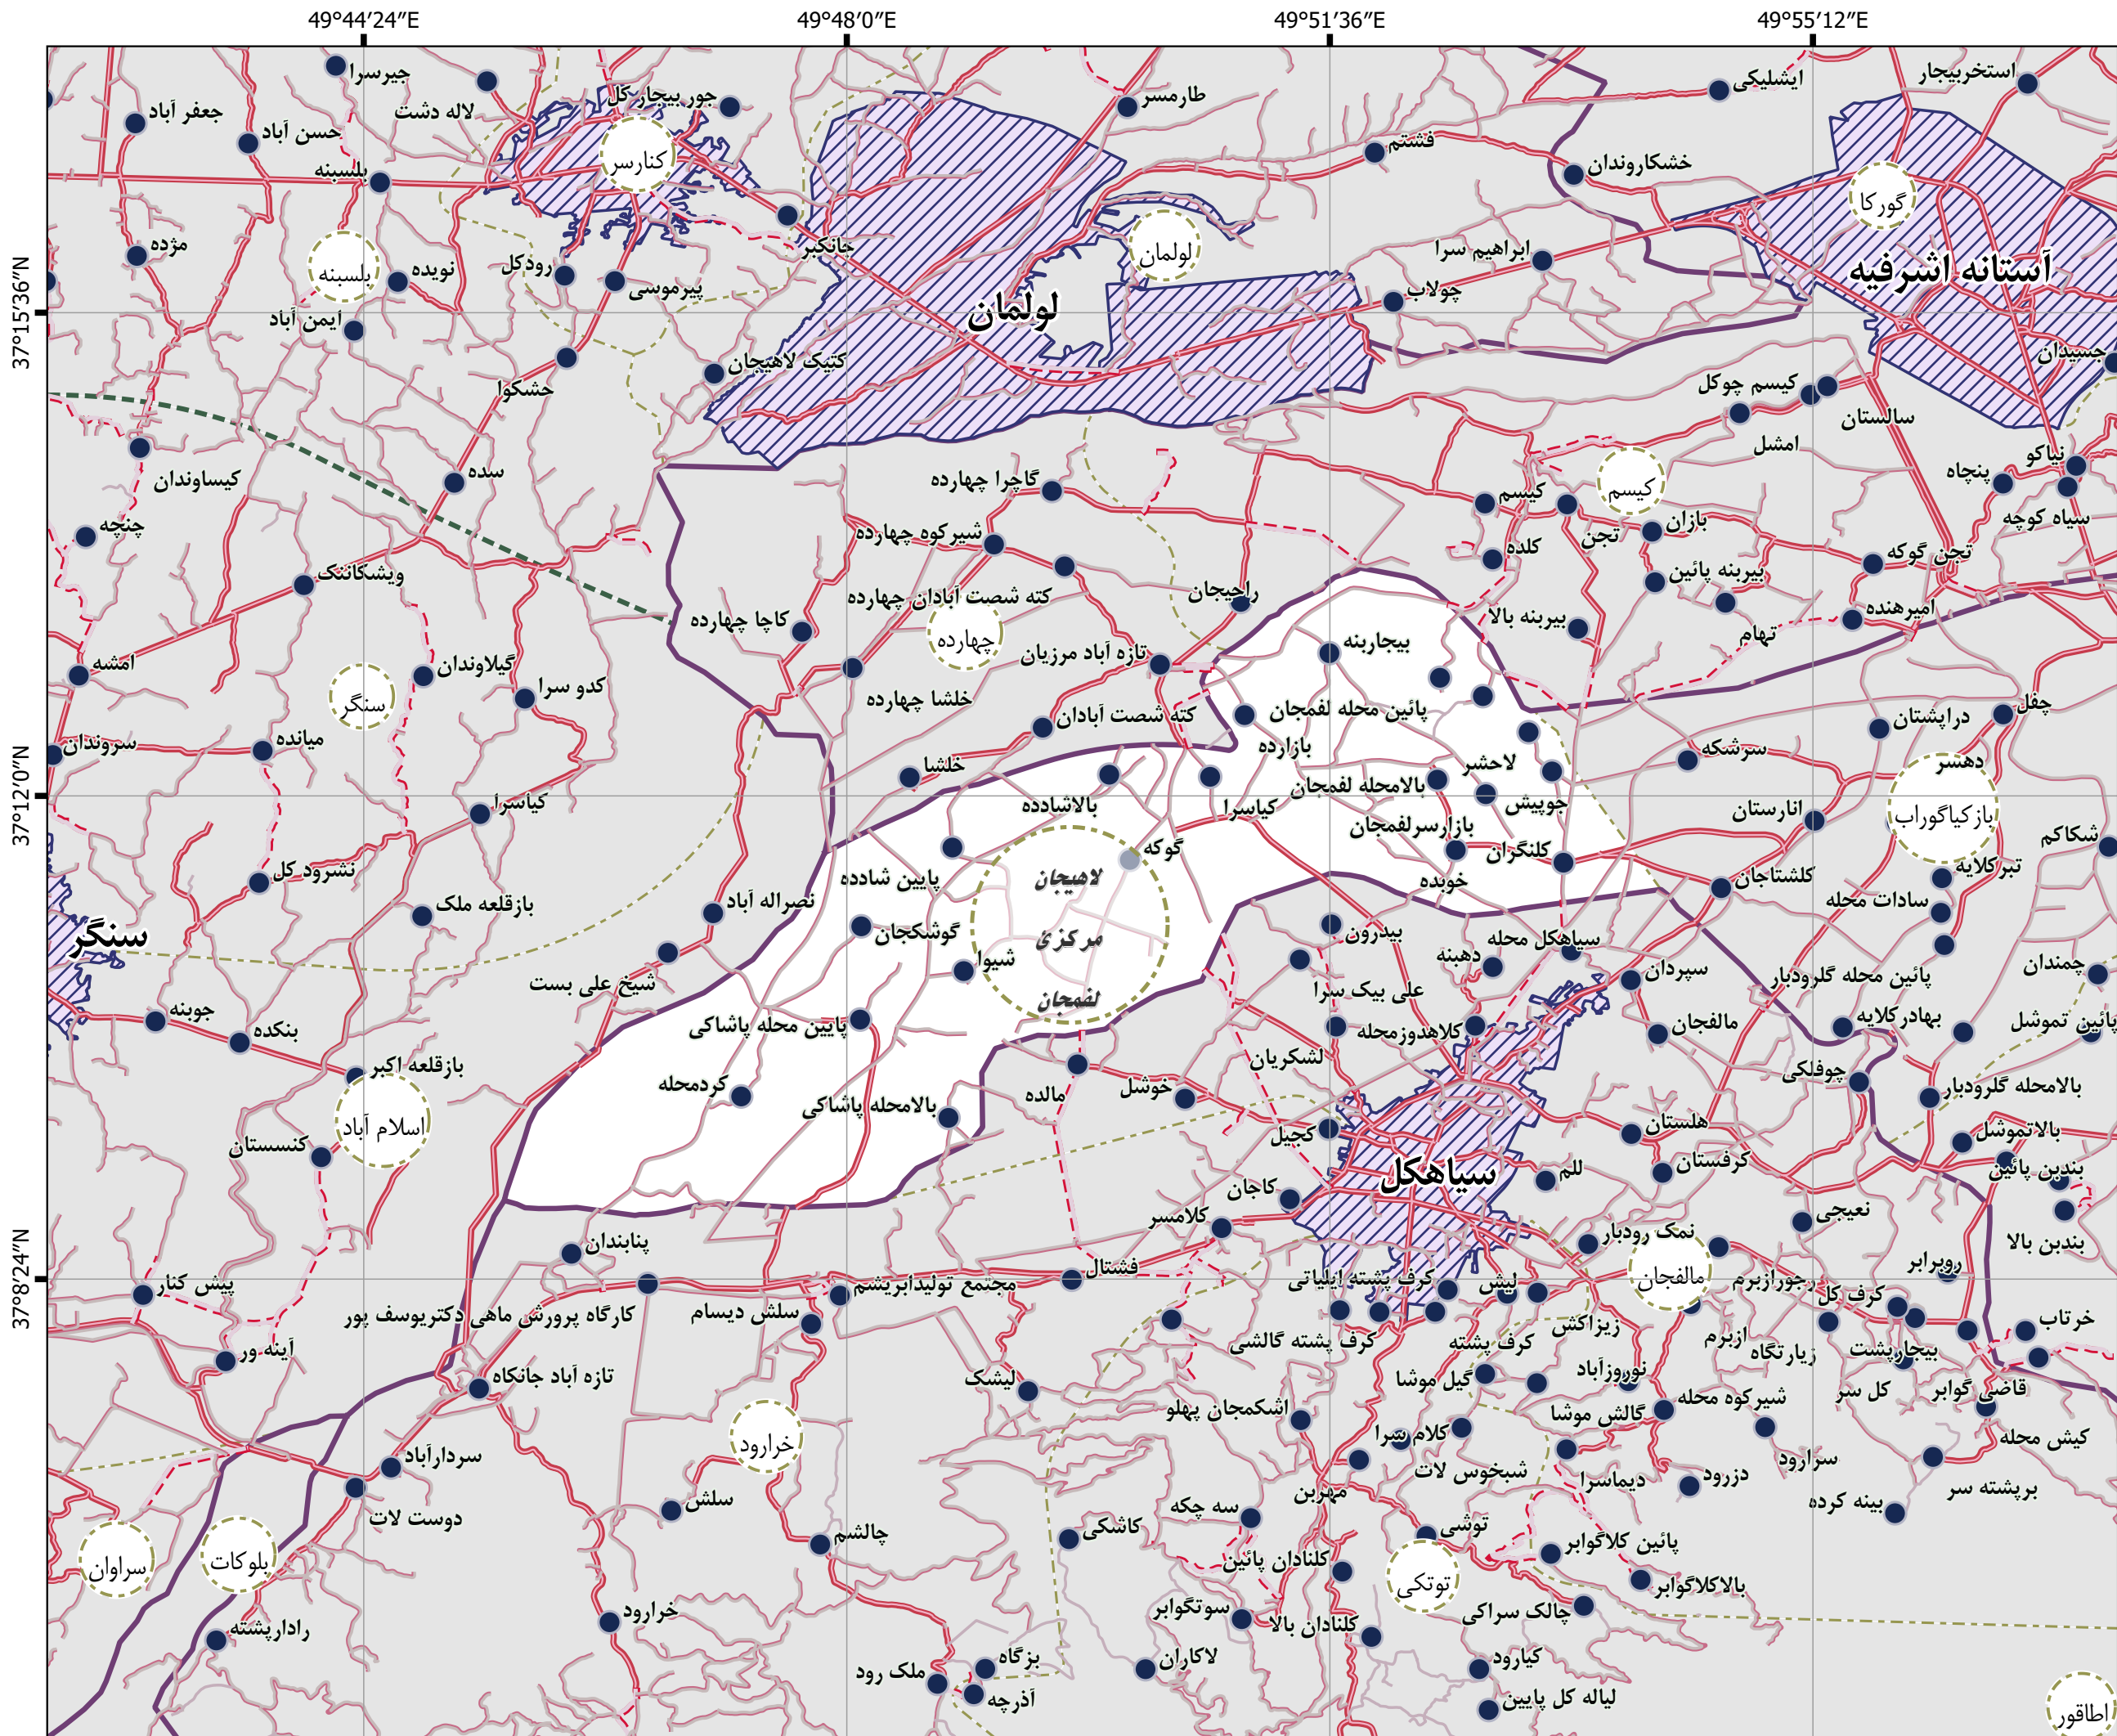 49°44′24″E
49°48′0″E
49°51′36″E
49°55′12″E
37°15′36″N
37°12′0″N
37°8′24″N
جیرسرا
لاله دشت
جور بیجار کل
طارمسر
ایشلیکی
استخربیجار
جعفر آباد
حسن آباد
بلسبنه
کنارسر
فشتم
خشکاروندان
گورکا
مژده
بلسبنه
نویده
رودکل
پیرموسی
چانکبر
لولمان
ابراهیم سرا
آستانه اشرفیه
ایمن آباد
لولمان
چولاب
جسیدان
خشکوا
کتیک لاهیجان
کیسم چوکل
سالستان
امشل
نیاکو
پنچاه
کیساوندان
سده
گاچرا چهارده
کیسم
کیسم
سیاه کوچه
چنچه
شیرکوه چهارده
بازان
تجن
کلده
تجن گوکه
ویشکاننک
بیربنه پائین
کته شصت آبادان چهارده
راجیجان
امیرهنده
کاچا چهارده
چهارده
بیربنه بالا
تهام
بیجاربنه
تازه آباد مرزیان
امشه
گیلاوندان
سنگر
کدو سرا
خلشا چهارده
کته شصت آبادان
پائین محله لفمجان
دراپشتان
چفل
سروندان
میانده
بازارده
سرشکه
دهسر
خلشا
لاحشر
بالاشادده
بالامحله لفمجان
جوپیش
کیاسرا
کیاسرا
انارستان
بازکیاگوراب
بازارسرلفمجان
شکاکم
گوکه
کلنگران
نشرودکل
پایین شادده
لاهیجان
خوبده
کلشتاجان
تبرکلایه
سادات محله
بازقلعه ملک
نصراله آباد
گوشکجان
بیدرون
سنگر
مرکزئ
سیاهکل محله
دهبنه
شیوا
سپردان
پائین محله گلرودبار
چمندان
شیخ علی بست
لفمجان
علی بیک سرا
جوبنه
بنکده
پایین محله پاشاکی
کلاهدوزمحله
مالفجان
بهادرکلایه
پائین تموشل
لشکریان
بازقلعه اکبر
کردمحله
مالده
خوشل
چوفلکی
بالامحله گلرودبار
اسلام آباد
بالامحله پاشاکی
کجیل
هلستان
بالاتموشل
کنسستان
سیاهکل
للم
کرفستان
بندبن پائین
کاجان
کلامسر
نعیجی
نمک رودبار
بندبن بالا
پنابندان
فشتال
مالفجان
روبرابر
پیش کنار
مجتمع تولیدابریشم
کرف پشته ایلیاتی
لیش
جورازبرم
کرف کل
کارگاه پرورش ماهی دکتریوسف پور
سلش دیسام
زیزاکش
خرتاب
کرف پشته گالشی
کرف پشته
ازبرم
زیارتگاه
بیجارپشت
آینه ور
تازه آباد جانکاه
لیشک
گیل موشا
نوروزآباد
شیرکوه محله
کل سر
قاضی گوابر
اشکمجان پهلو
گالش موشا
خرارود
کلام سرا
کیش محله
سردارآباد
شبخوس لات
دیماسرا
دزرود
سرارود
سلش
مهربن
برپشته سر
سه چکه
بینه کرده
دوست لات
چالشم
کاشکی
توشی
پائین کلاگوابر
سراوان
بلوکات
کلنادان پائین
توتکی
بالاکلاگوابر
سوتگوابر
چالک سراکی
خرارود
کلنادان بالا
رادارپشته
بزگاه
لاکاران
کیارود
ملک رود
آذرچه
لیاله کل پایین
اطاقور